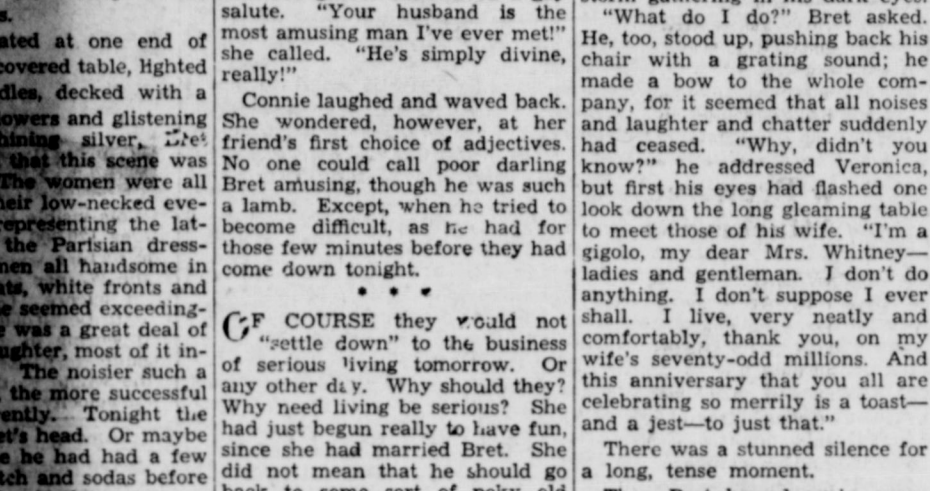 s.
ated at one end of
covered table, lighted
dles, decked with a
owers and glistening
silver, Bret
that this scene was
The women were all
heir low-necked eve-
representing the lat-
the Parisian dress-
men all handsome in
ats, white fronts and
e seemed exceeding-
e was a great deal of
ughter, most of it in-
The noisier such a
the more successful
ently. Tonight the
et's head. Or maybe
e he had had a few
tch and sodas before
salute. "Your husband is the
most amusing man I've ever met!"
she called. "He's simply divine,
really!"
Connie laughed and waved back.
She wondered, however, at her
friend's first choice of adjectives.
No one could call poor darling
Bret amusing, though he was such
a lamb. Except, when he tried to
become difficult, as he had for
those few minutes before they had
come down tonight.
* * *
OF COURSE they would not
"settle down" to the business
of serious living tomorrow. Or
any other day. Why should they?
Why need living be serious? She
had just begun really to have fun,
since she had married Bret. She
did not mean that he should go
back to some sort of poky old
"What do I do?" Bret asked.
He, too, stood up, pushing back his
chair with a grating sound; he
made a bow to the whole com-
pany, for it seemed that all noises
and laughter and chatter suddenly
had ceased. "Why, didn't you
know?" he addressed Veronica,
but first his eyes had flashed one
look down the long gleaming table
to meet those of his wife. "I'm a
gigolo, my dear Mrs. Whitney—
ladies and gentleman. I don't do
anything. I don't suppose I ever
shall. I live, very neatly and
comfortably, thank you, on my
wife's seventy-odd millions. And
this anniversary that you all are
celebrating so merrily is a toast—
and a jest—to just that."
There was a stunned silence for
a long, tense moment.